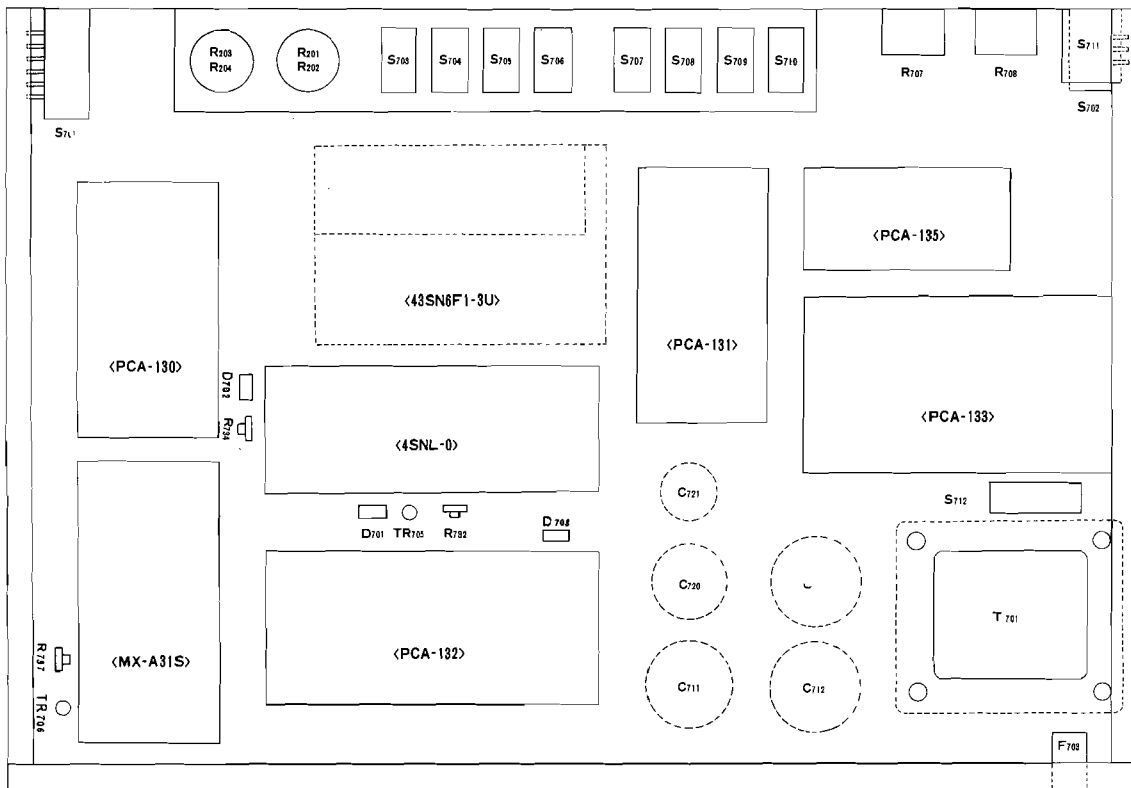 R203
R204
R201
R202
S703
S704
S705
S706
S707
S708
S709
S710
R707
R708
S711
S702
S701
<PCA-135>
<43SN6F1-3U>
<PCA-131>
<PCA-130>
D702
R734
<4SNL-0>
<PCA-133>
C721
S712
D701
TR705
R732
D703
C720
T701
<PCA-132>
<MX-A31S>
R737
TR706
C711
C712
F703